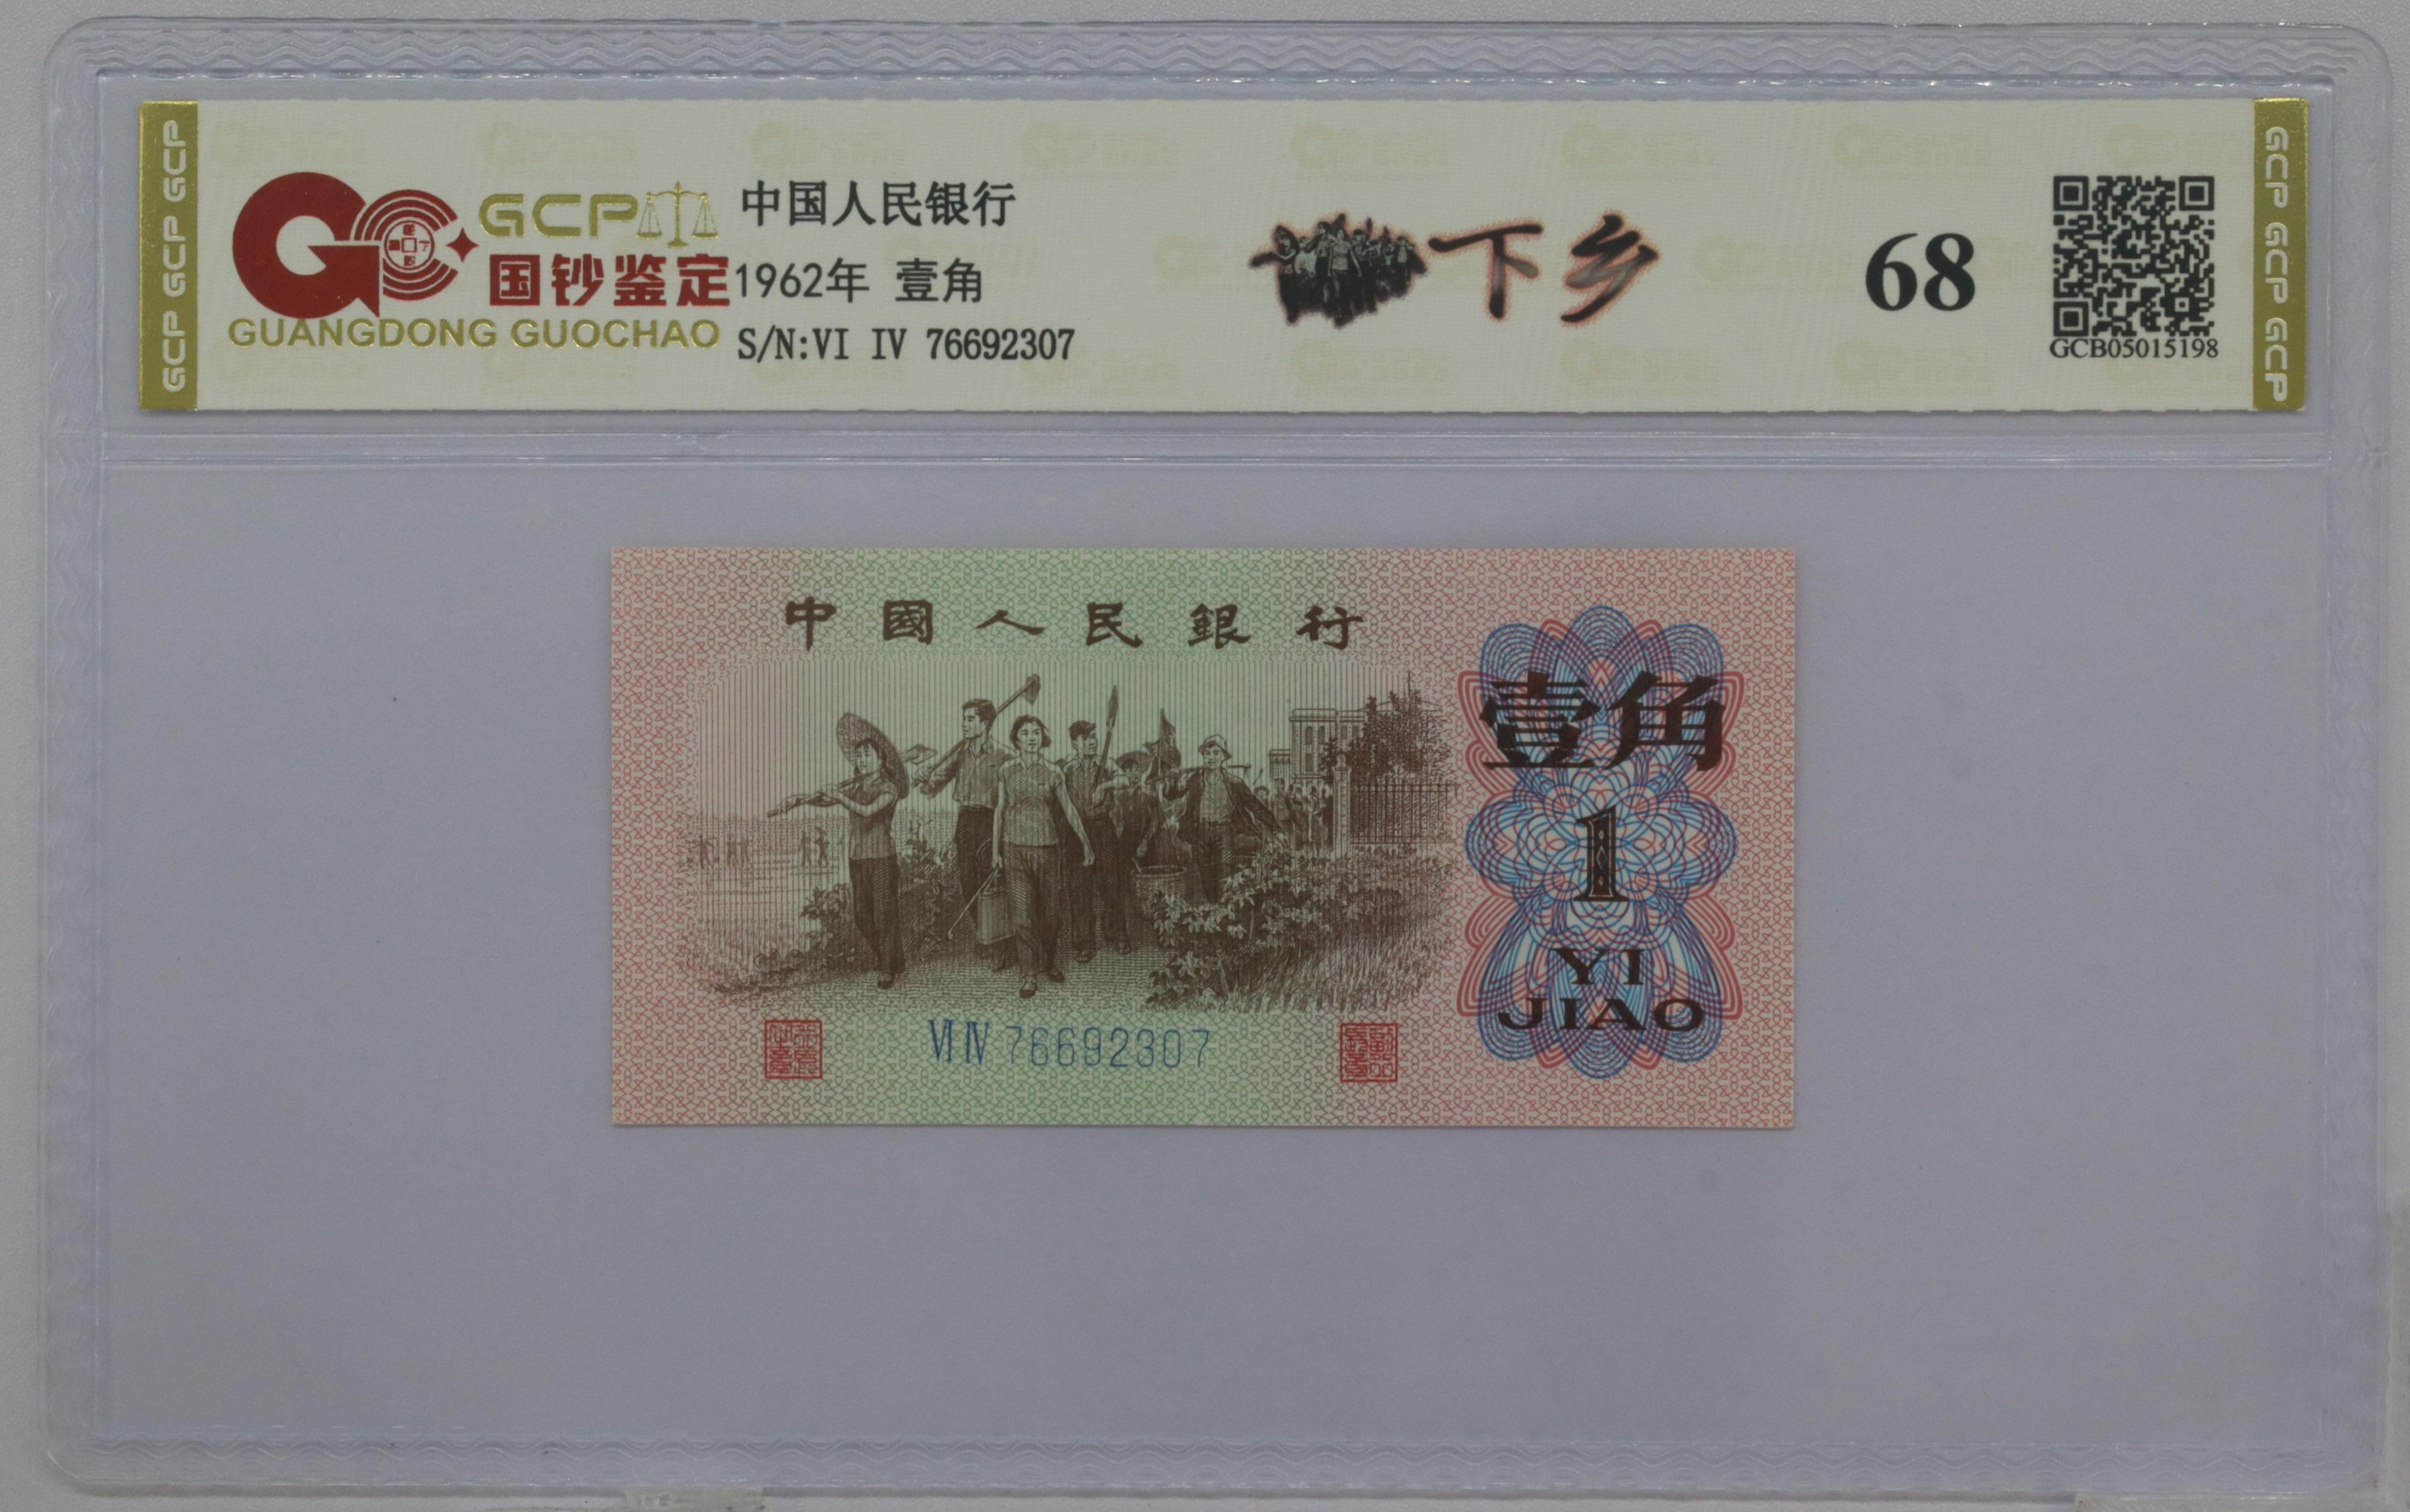 GCP GCP GCP
GCP
国钞鉴定
GUANGDONG GUOCHAO
中国人民银行
1962年 壹角
S/N:VI IV 76692307
下乡
68
GCB05015198
GCP GCP GCP
中國人民銀行
壹角
1
YI
JIAO
VI IV 76692307